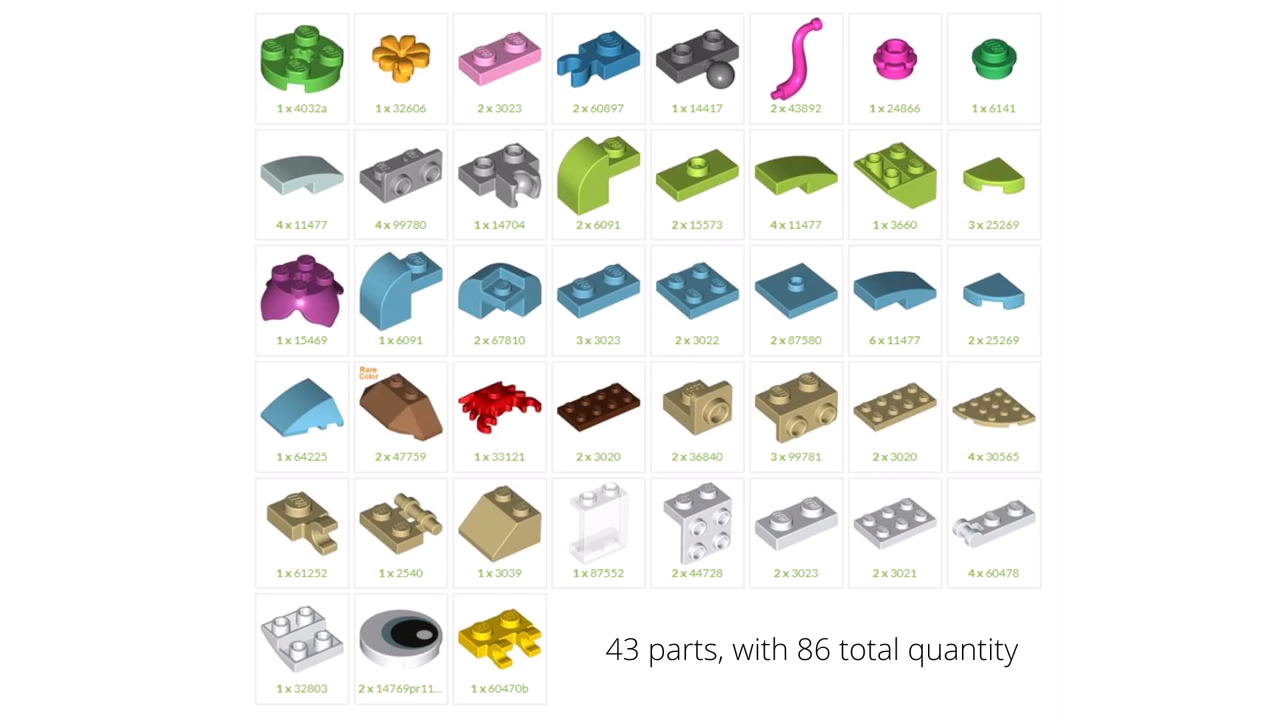 1 x 4032a
1 x 32606
2 x 3023
2 x 60897
1 x 14417
2 x 43892
1 x 24866
1 x 6141
4 x 11477
4 x 99780
1 x 14704
2 x 6091
2 x 15573
4 x 11477
1 x 3660
3 x 25269
1 x 15469
1 x 6091
2 x 67810
3 x 3023
2 x 3022
2 x 87580
6 x 11477
2 x 25269
Rare
Color
1 x 64225
2 x 47759
1 x 33121
2 x 3020
2 x 36840
3 x 99781
2 x 3020
4 x 30565
1 x 61252
1 x 2540
1 x 3039
1 x 87552
2 x 44728
2 x 3023
2 x 3021
4 x 60478
1 x 32803
2 x 14769pr11...
1 x 60470b
43 parts, with 86 total quantity